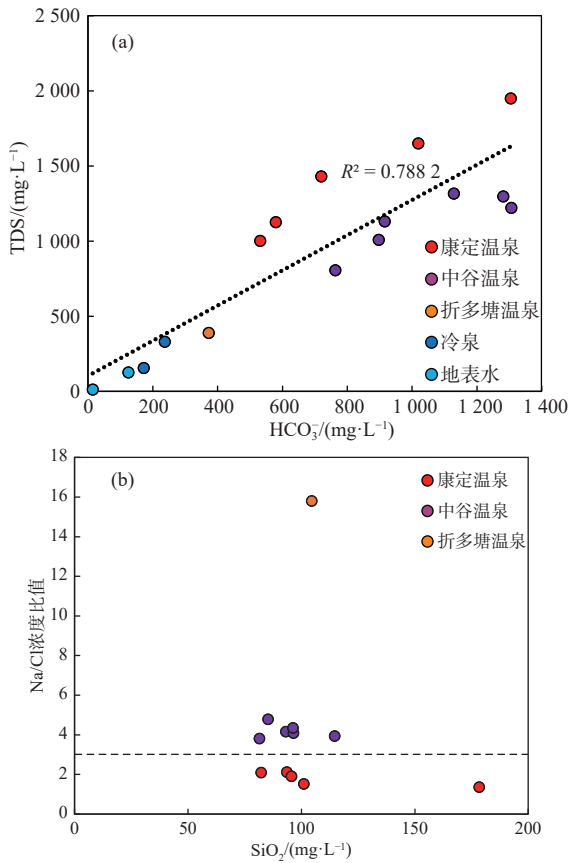 (a)
2 500
2 000
1 500
1 000
500
0
TDS/(mg·L⁻¹)
R² = 0.788 2
康定温泉
中谷温泉
折多塘温泉
冷泉
地表水
0 200 400 600 800 1 000 1 200 1 400
HCO₃⁻/(mg·L⁻¹)
(b)
18
16
14
12
10
8
6
4
2
0
Na/Cl浓度比值
康定温泉
中谷温泉
折多塘温泉
0 50 100 150 200
SiO₂/(mg·L⁻¹)